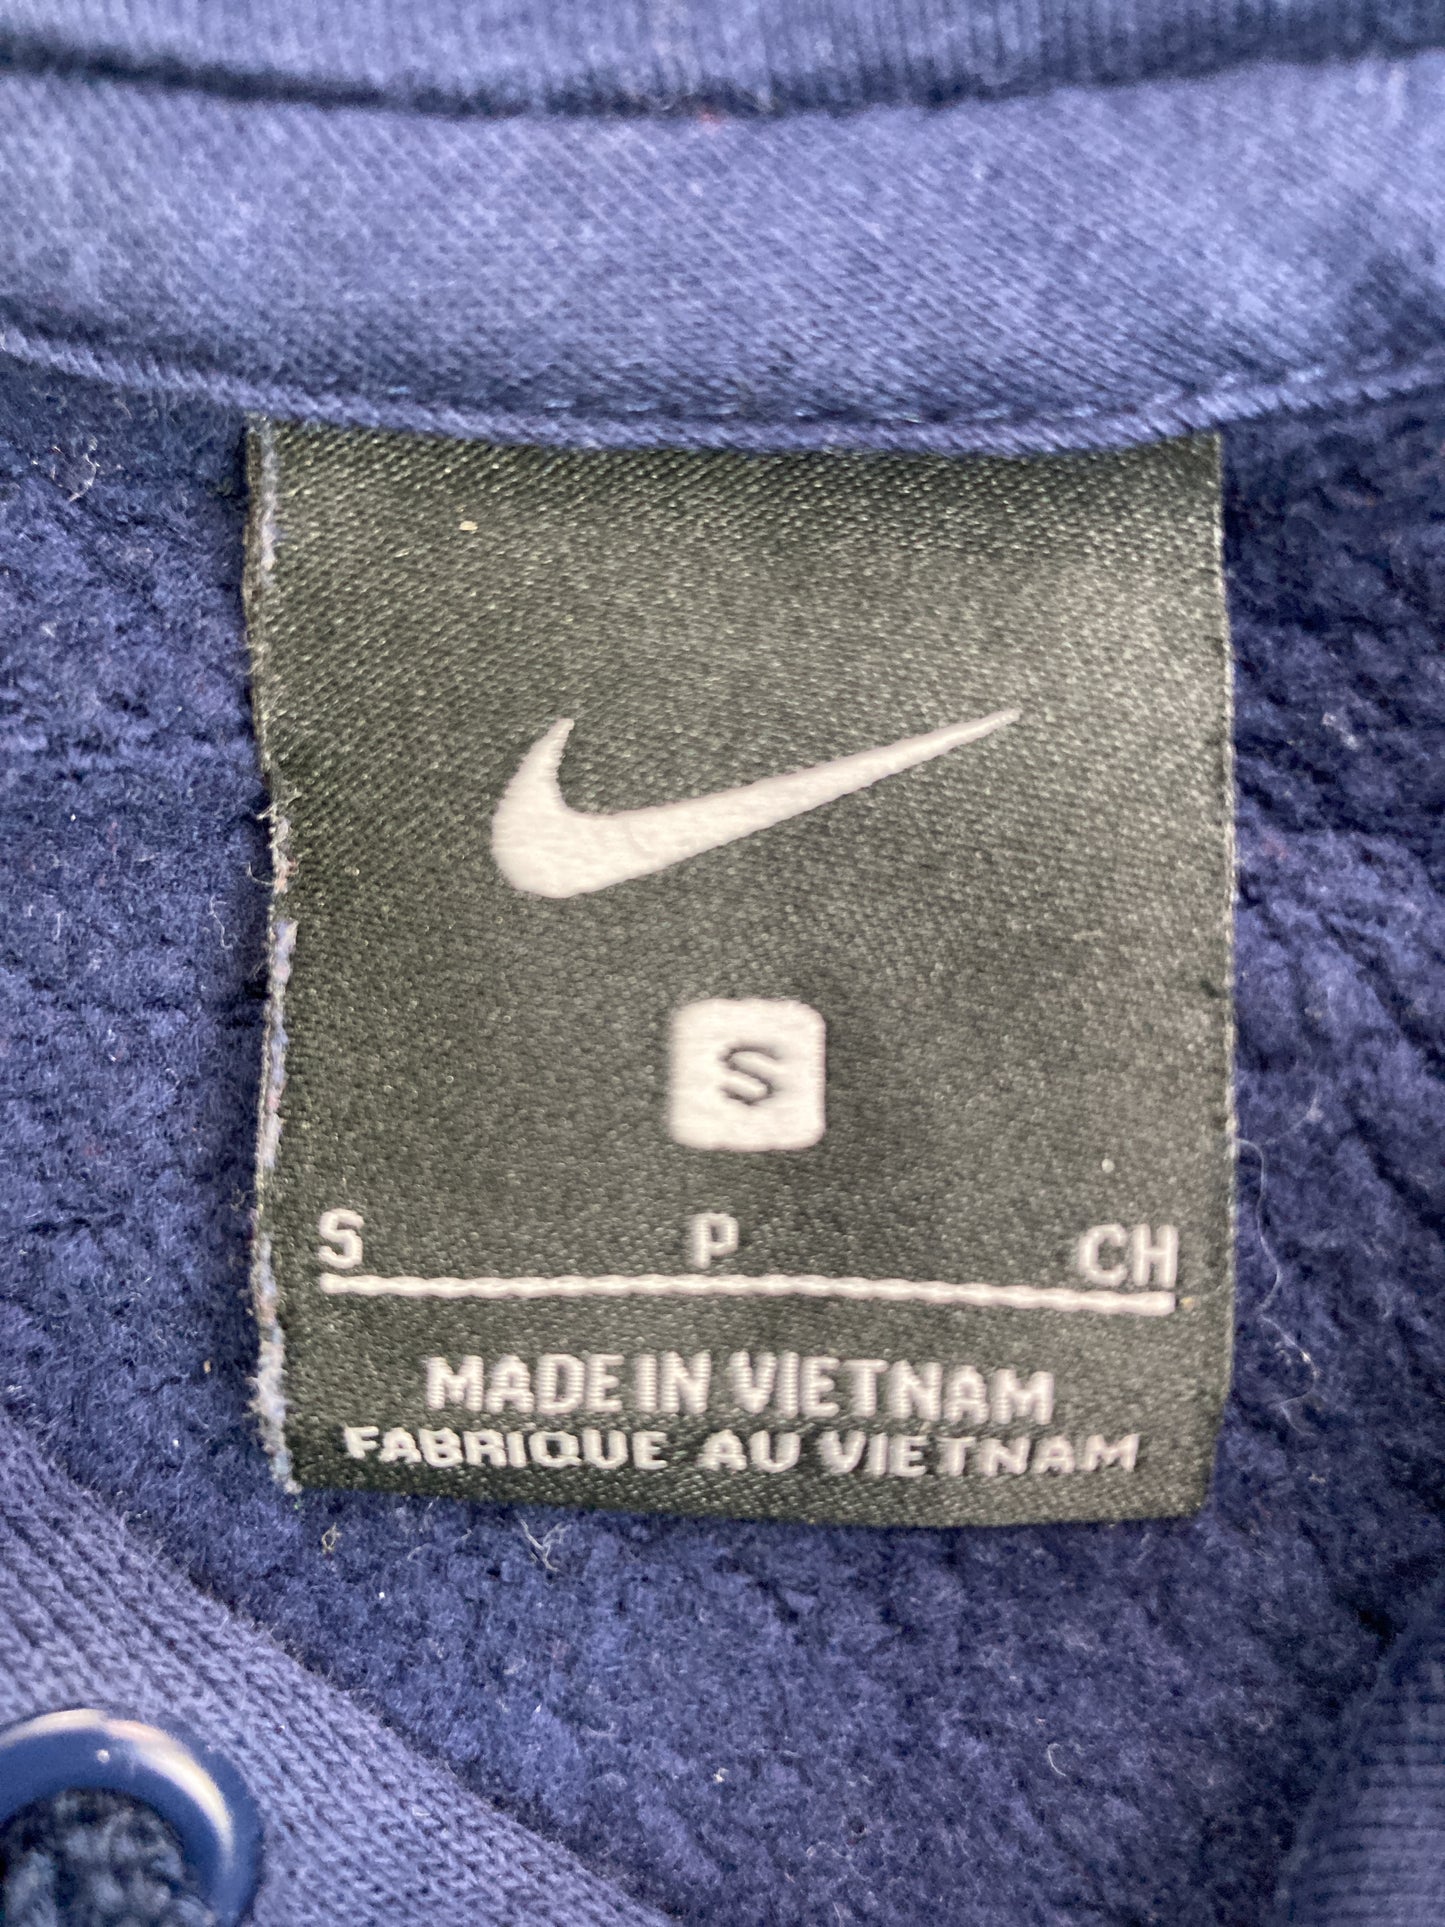 S
S P CH
MADE IN VIETNAM
FABRIQUE AU VIETNAM